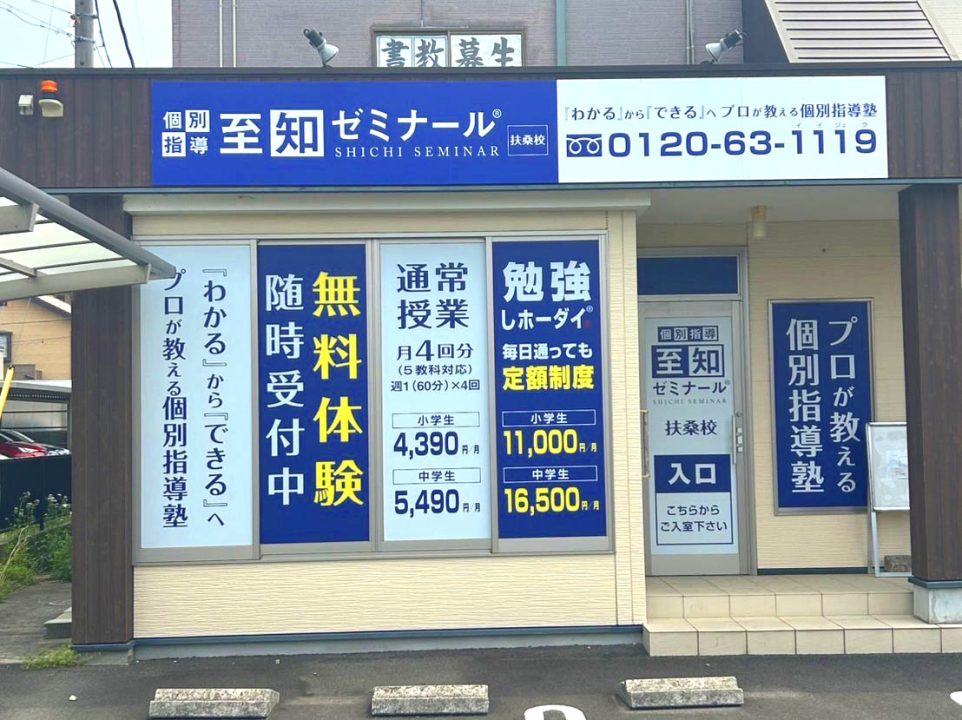 書教墓生
個別指導 至知ゼミナール® 扶桑校
SHICHI SEMINAR
『わかる』から『できる』へ プロが教える個別指導塾
イイジュク
0120-63-1119
『わかる』から『できる』へ
プロが教える個別指導塾
無料体験
随時受付中
通常
授業
月4回分
(5教科対応)
週1(60分)×4回
小学生
4,390円/月
中学生
5,490円/月
勉強
しホーダイ®
毎日通っても
定額制度
小学生
11,000円/月
中学生
16,500円/月
個別指導
至知
ゼミナール®
SHICHI SEMINAR
扶桑校
入口
こちらから
ご入室下さい
プロが教える
個別指導塾